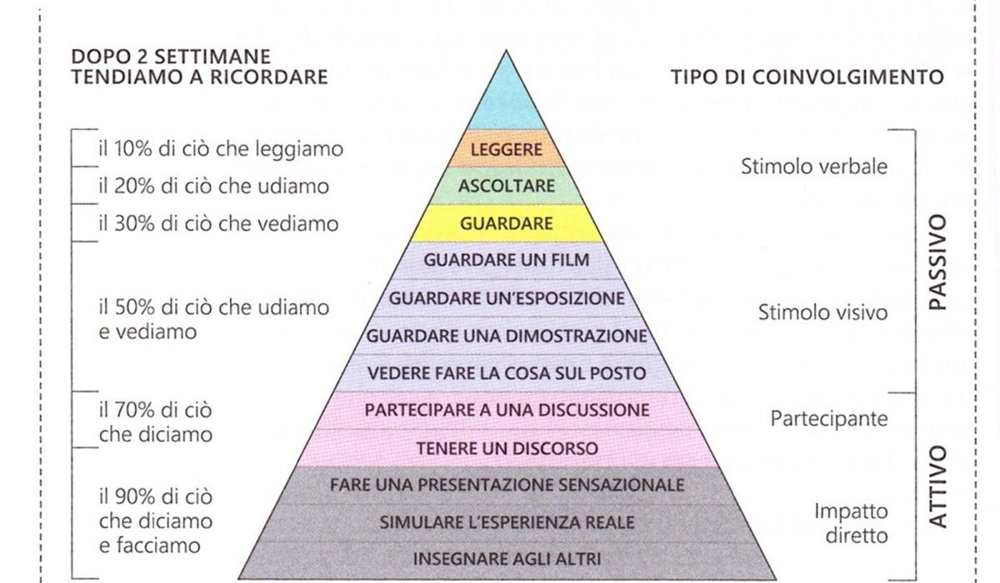 DOPO 2 SETTIMANE
TENDIAMO A RICORDARE
TIPO DI COINVOLGIMENTO
il 10% di ciò che leggiamo
il 20% di ciò che udiamo
il 30% di ciò che vediamo
il 50% di ciò che udiamo
e vediamo
il 70% di ciò
che diciamo
il 90% di ciò
che diciamo
e facciamo
LEGGERE
ASCOLTARE
GUARDARE
GUARDARE UN FILM
GUARDARE UN'ESPOSIZIONE
GUARDARE UNA DIMOSTRAZIONE
VEDERE FARE LA COSA SUL POSTO
PARTECIPARE A UNA DISCUSSIONE
TENERE UN DISCORSO
FARE UNA PRESENTAZIONE SENSAZIONALE
SIMULARE L'ESPERIENZA REALE
INSEGNARE AGLI ALTRI
Stimolo verbale
Stimolo visivo
Partecipante
Impatto
diretto
PASSIVO
ATTIVO